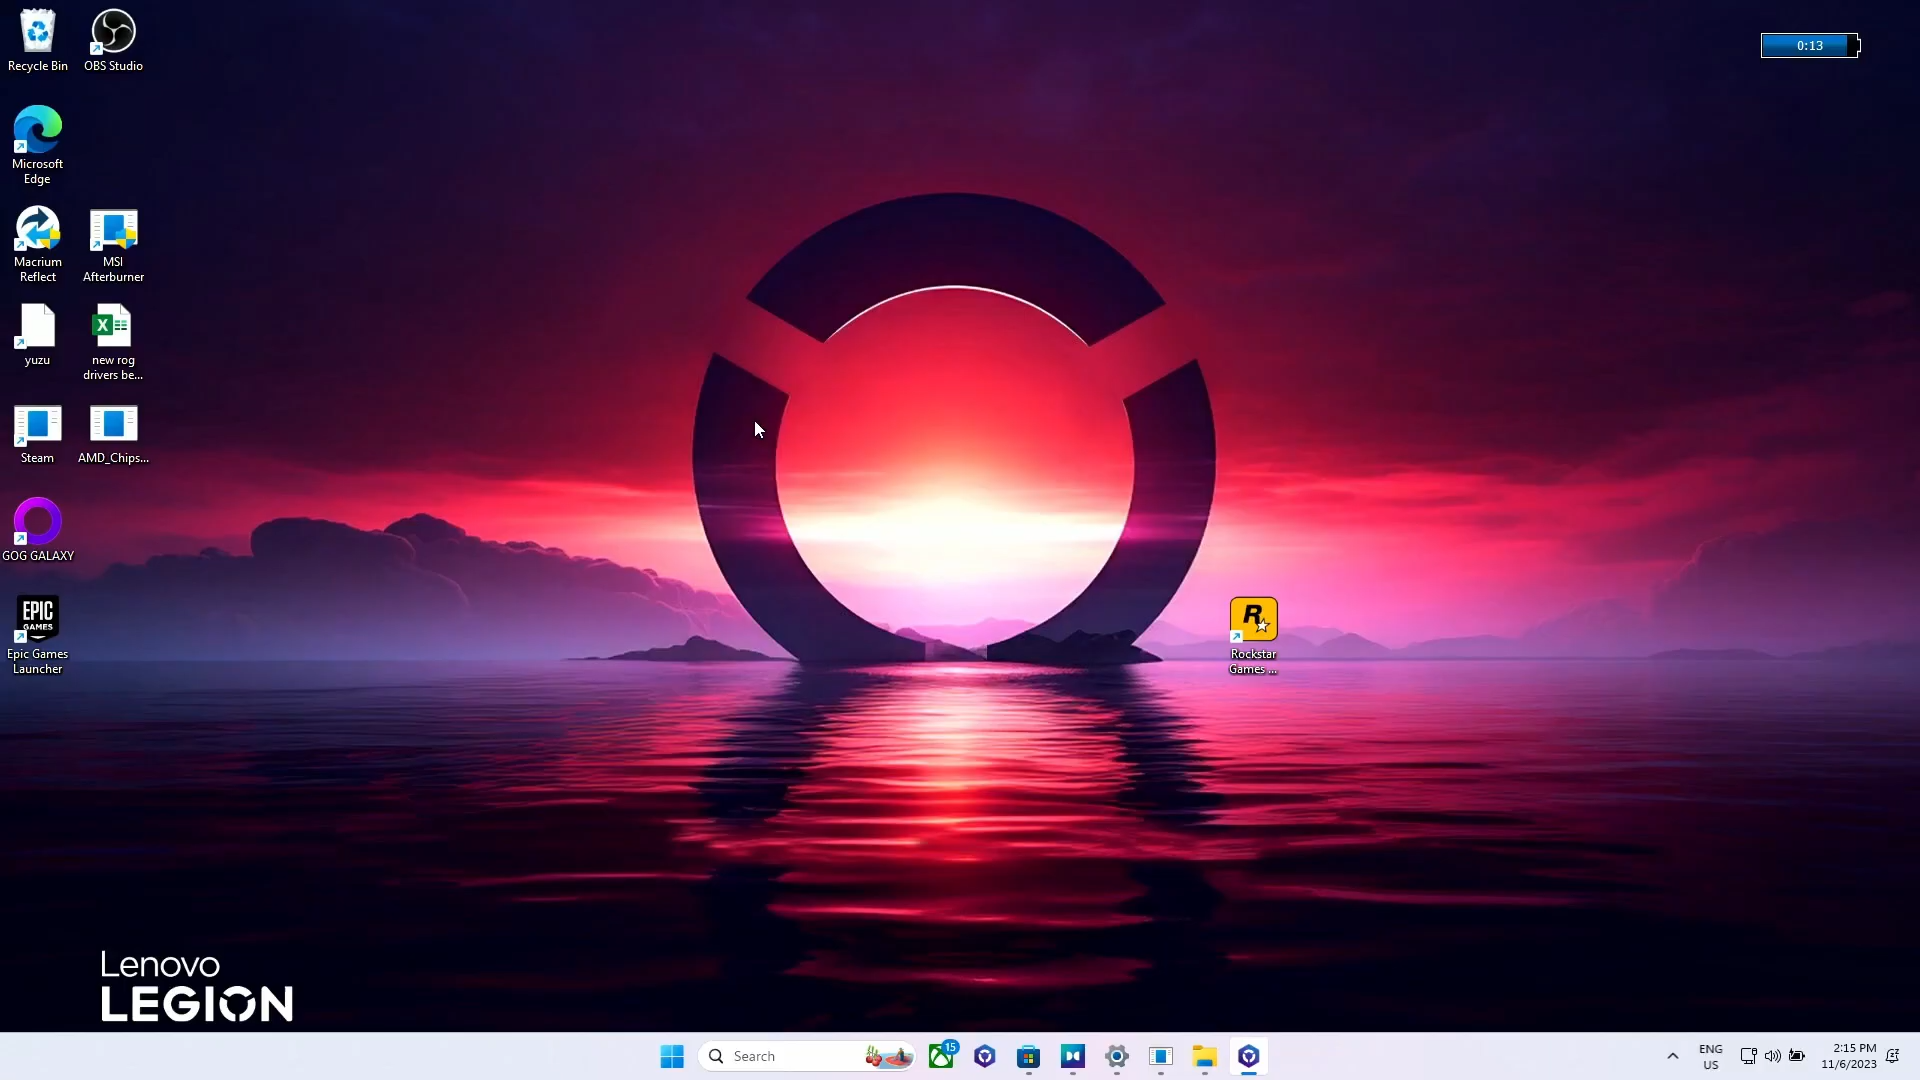 Recycle Bin
OBS Studio
0:13
Microsoft
Edge
Macrium
Reflect
MSI
Afterburner
yuzu
new rog
drivers be...
X
Steam
AMD_Chips...
GOG GALAXY
EPIC
GAMES
Epic Games
Launcher
R
Rockstar
Games ...
Lenovo
LEGION
Search
15
ENG
US
2:15 PM
11/6/2023